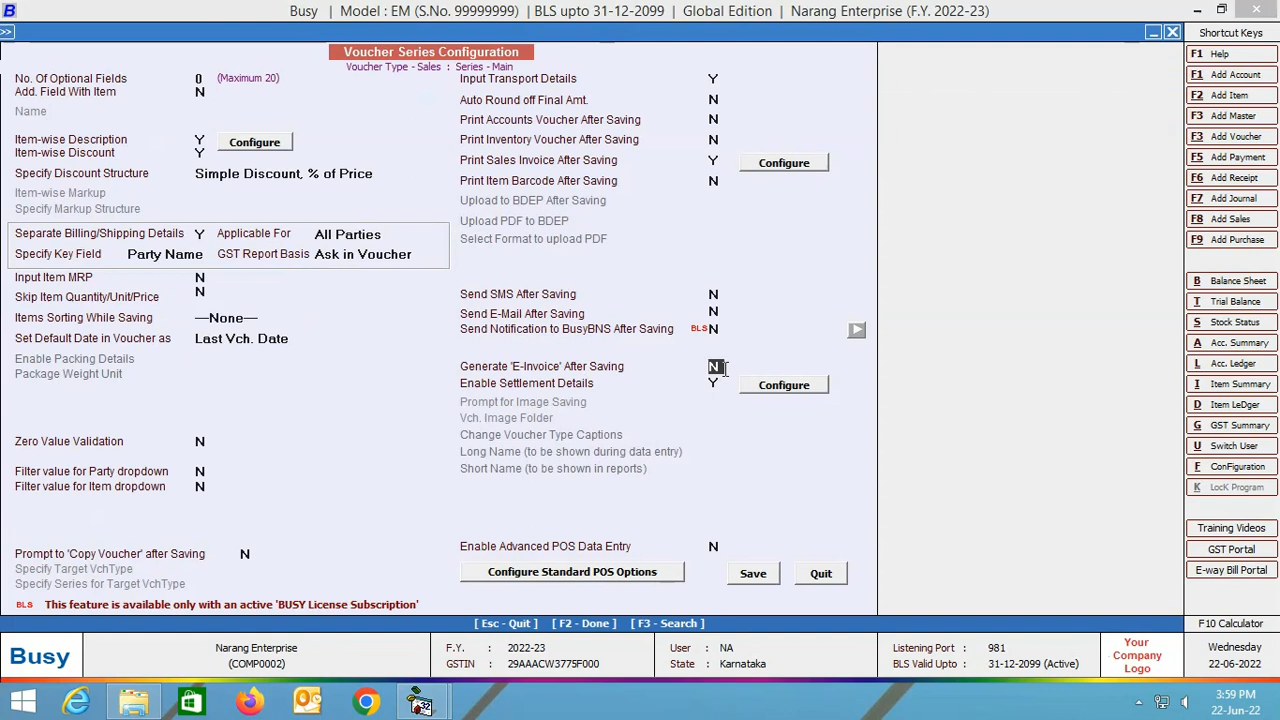 Busy | Model : EM (S.No. 99999999) | BLS upto 31-12-2099 | Global Edition | Narang Enterprise (F.Y. 2022-23)
>>
Voucher Series Configuration
Voucher Type - Sales : Series - Main
No. Of Optional Fields 0 (Maximum 20)
Add. Field With Item N
Name
Item-wise Description Y Configure
Item-wise Discount Y
Specify Discount Structure Simple Discount, % of Price
Item-wise Markup
Specify Markup Structure
Separate Billing/Shipping Details Y Applicable For All Parties
Specify Key Field Party Name GST Report Basis Ask in Voucher
Input Item MRP N
Skip Item Quantity/Unit/Price N
Items Sorting While Saving ---None---
Set Default Date in Voucher as Last Vch. Date
Enable Packing Details
Package Weight Unit
Zero Value Validation N
Filter value for Party dropdown N
Filter value for Item dropdown N
Prompt to 'Copy Voucher' after Saving N
Specify Target VchType
Specify Series for Target VchType
BLS This feature is available only with an active 'BUSY License Subscription'
Input Transport Details Y
Auto Round off Final Amt. N
Print Accounts Voucher After Saving N
Print Inventory Voucher After Saving N
Print Sales Invoice After Saving Y Configure
Print Item Barcode After Saving N
Upload to BDEP After Saving
Upload PDF to BDEP
Select Format to upload PDF
Send SMS After Saving N
Send E-Mail After Saving N
Send Notification to BusyBNS After Saving BLS N
Generate 'E-Invoice' After Saving N
Enable Settlement Details Y Configure
Prompt for Image Saving
Vch. Image Folder
Change Voucher Type Captions
Long Name (to be shown during data entry)
Short Name (to be shown in reports)
Enable Advanced POS Data Entry N
Configure Standard POS Options Save Quit
[ Esc - Quit ] [ F2 - Done ] [ F3 - Search ]
Shortcut Keys
F1 Help
F1 Add Account
F2 Add Item
F3 Add Master
F3 Add Voucher
F5 Add Payment
F6 Add Receipt
F7 Add Journal
F8 Add Sales
F9 Add Purchase
B Balance Sheet
T Trial Balance
S Stock Status
A Acc. Summary
L Acc. Ledger
I Item Summary
D Item LeDger
G GST Summary
U Switch User
F Configuration
K LocK Program
Training Videos
GST Portal
E-way Bill Portal
F10 Calculator
Busy
Narang Enterprise
(COMP0002)
F.Y. : 2022-23
GSTIN : 29AAACW3775F000
User : NA
State : Karnataka
Listening Port : 981
BLS Valid Upto : 31-12-2099 (Active)
Your
Company
Logo
Wednesday
22-06-2022
3:59 PM
22-Jun-22